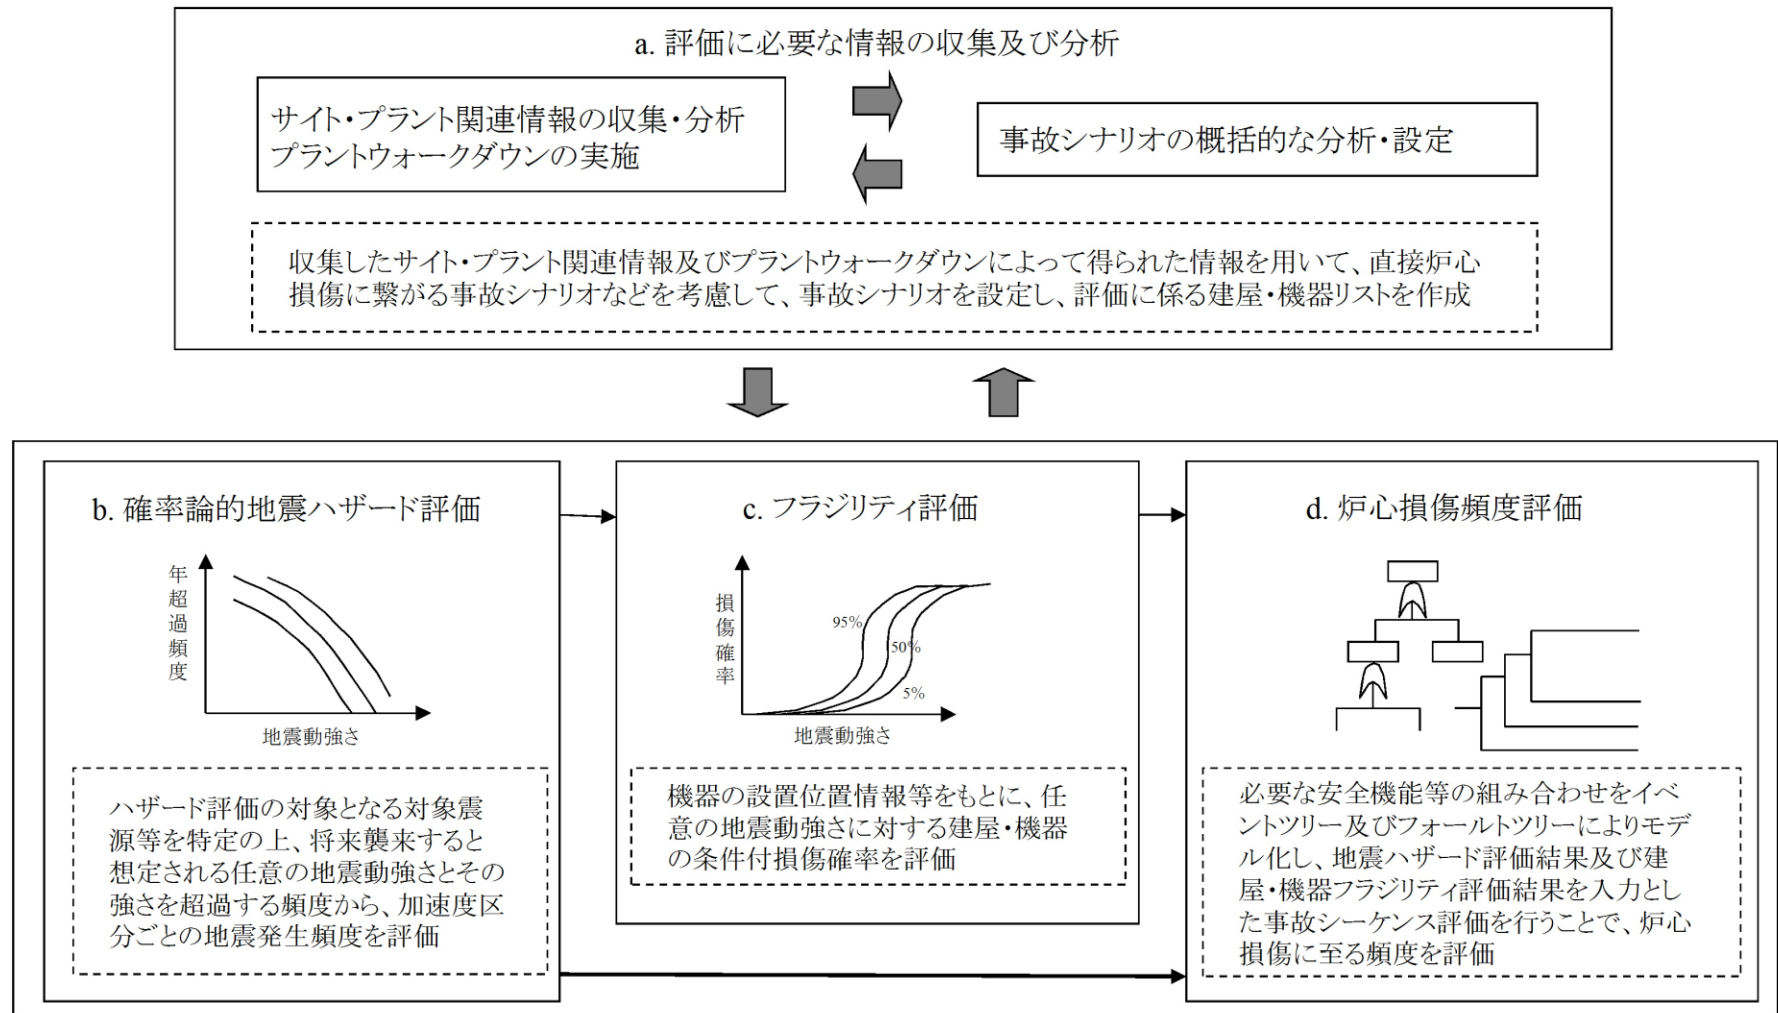 a. 評価に必要な情報の収集及び分析
サイト・プラント関連情報の収集・分析
プラントウォークダウンの実施
事故シナリオの概括的な分析・設定
収集したサイト・プラント関連情報及びプラントウォークダウンによって得られた情報を用いて、直接炉心
損傷に繋がる事故シナリオなどを考慮して、事故シナリオを設定し、評価に係る建屋・機器リストを作成
b. 確率論的地震ハザード評価
年超過頻度
地震動強さ
ハザード評価の対象となる対象震
源等を特定の上、将来襲来すると
想定される任意の地震動強さとその
強さを超過する頻度から、加速度区
分ごとの地震発生頻度を評価
c. フラジリティ評価
損傷確率
95%
50%
5%
地震動強さ
機器の設置位置情報等をもとに、任
意の地震動強さに対する建屋・機器
の条件付損傷確率を評価
d. 炉心損傷頻度評価
必要な安全機能等の組み合わせをイベ
ントツリー及びフォールトツリーによりモデ
ル化し、地震ハザード評価結果及び建
屋・機器フラジリティ評価結果を入力とし
た事故シーケンス評価を行うことで、炉心
損傷に至る頻度を評価